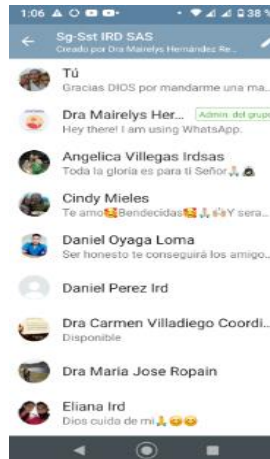 1:06 38
Sg-Sst IRD SAS
Creado por Dra Mairelys Hernández Re...
Tú
Gracias DIOS por mandarme una ma...
Dra Mairelys Her... Admin. del grupo
Hey there! I am using WhatsApp.
Angelica Villegas Irdsas
Toda la gloria es para ti Señor
Cindy Mieles
Te amo🥰Bendecidas🥰 Y sera...
Daniel Oyaga Loma
Ser honesto te conseguirá los amigo...
Daniel Perez Ird
Dra Carmen Villadiego Coordi...
Disponible
Dra Maria Jose Ropain
Eliana Ird
Dios cuida de mi